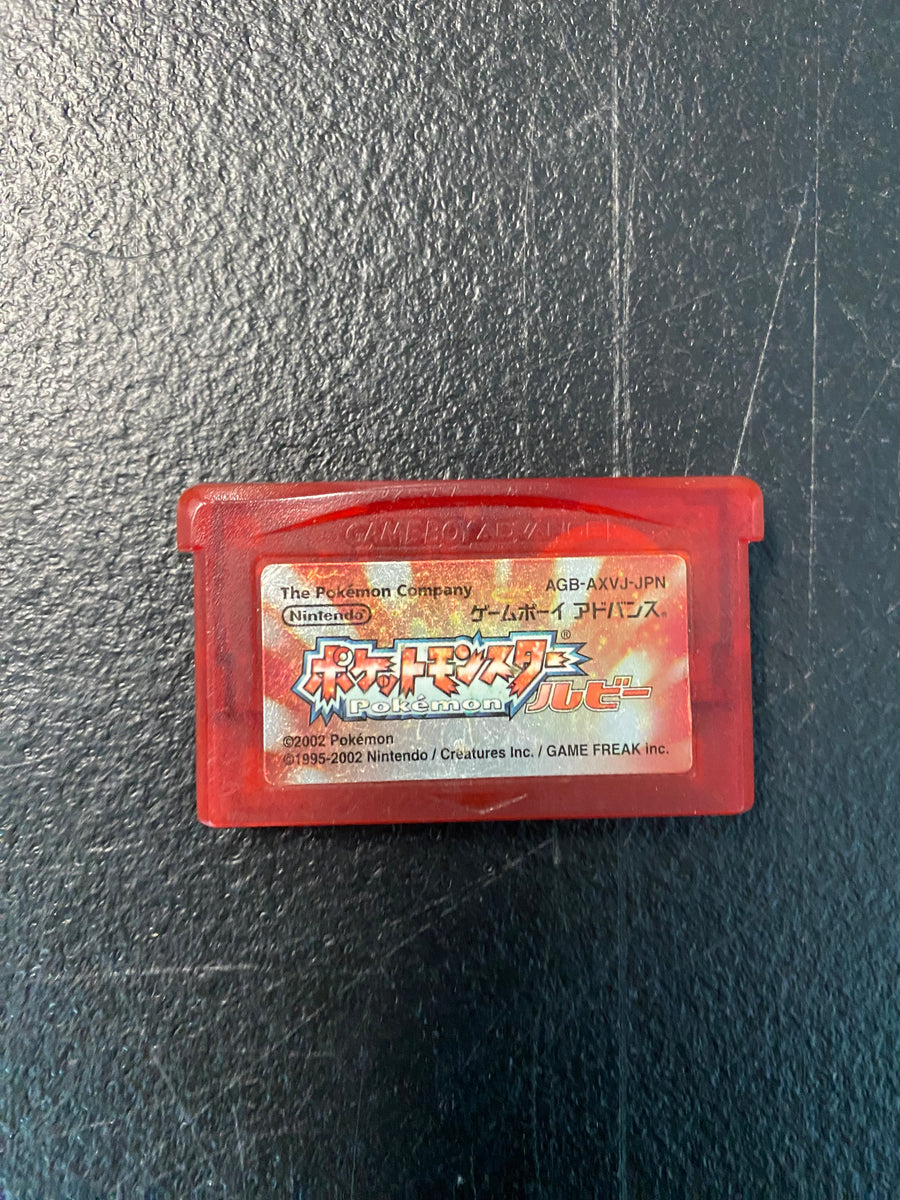 GAME BOY ADVANCE
The Pokémon Company
AGB-AXVJ-JPN
Nintendo®
ゲームボーイ アドバンス®
ポケットモンスター®
Pokémon
ルビー
©2002 Pokémon
©1995-2002 Nintendo / Creatures Inc. / GAME FREAK inc.